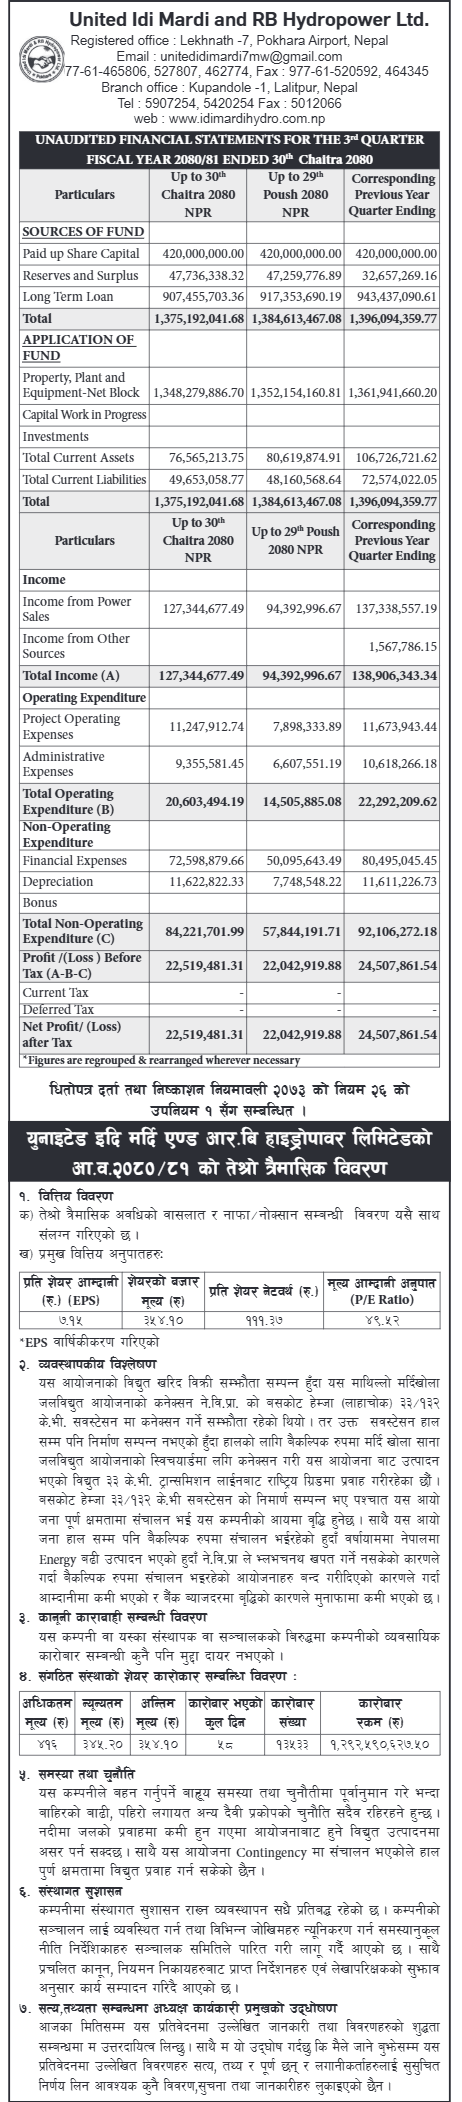 United Idi Mardi and RB Hydropower Ltd.
Registered office : Lekhnath -7, Pokhara Airport, Nepal
Email : unitedidimardi7mw@gmail.com
77-61-465806, 527807, 462774, Fax : 977-61-520592, 464345
Branch office : Kupandole -1, Lalitpur, Nepal
Tel : 5907254, 5420254 Fax : 5012066
web : www.idimardihydro.com.np
UNAUDITED FINANCIAL STATEMENTS FOR THE 3rd QUARTER
FISCAL YEAR 2080/81 ENDED 30th Chaitra 2080
Particulars | Up to 30th Chaitra 2080 NPR | Up to 29th Poush 2080 NPR | Corresponding Previous Year Quarter Ending
SOURCES OF FUND
Paid up Share Capital 420,000,000.00 420,000,000.00 420,000,000.00
Reserves and Surplus 47,736,338.32 47,259,776.89 32,657,269.16
Long Term Loan 907,455,703.36 917,353,690.19 943,437,090.61
Total 1,375,192,041.68 1,384,613,467.08 1,396,094,359.77
APPLICATION OF FUND
Property, Plant and Equipment-Net Block 1,348,279,886.70 1,352,154,160.81 1,361,941,660.20
Capital Work in Progress
Investments
Total Current Assets 76,565,213.75 80,619,874.91 106,726,721.62
Total Current Liabilities 49,653,058.77 48,160,568.64 72,574,022.05
Total 1,375,192,041.68 1,384,613,467.08 1,396,094,359.77
Particulars | Up to 30th Chaitra 2080 NPR | Up to 29th Poush 2080 NPR | Corresponding Previous Year Quarter Ending
Income
Income from Power Sales 127,344,677.49 94,392,996.67 137,338,557.19
Income from Other Sources 1,567,786.15
Total Income (A) 127,344,677.49 94,392,996.67 138,906,343.34
Operating Expenditure
Project Operating Expenses 11,247,912.74 7,898,333.89 11,673,943.44
Administrative Expenses 9,355,581.45 6,607,551.19 10,618,266.18
Total Operating Expenditure (B) 20,603,494.19 14,505,885.08 22,292,209.62
Non-Operating Expenditure
Financial Expenses 72,598,879.66 50,095,643.49 80,495,045.45
Depreciation 11,622,822.33 7,748,548.22 11,611,226.73
Bonus
Total Non-Operating Expenditure (C) 84,221,701.99 57,844,191.71 92,106,272.18
Profit /(Loss ) Before Tax (A-B-C) 22,519,481.31 22,042,919.88 24,507,861.54
Current Tax - -
Deferred Tax - - -
Net Profit/ (Loss) after Tax 22,519,481.31 22,042,919.88 24,507,861.54
*Figures are regrouped & rearranged wherever necessary
धितोपत्र दर्ता तथा निष्काशन नियमावली २०७३ को नियम २६ को
उपनियम १ सँग सम्बन्धित ।
युनाइटेड इदि मर्दि एण्ड आर.बि हाइड्रोपावर लिमिटेडको
आ.व.२०८०/८१ को तेश्रो त्रैमासिक विवरण
१. वित्तिय विवरण
क) तेश्रो त्रैमासिक अवधिको वासलात र नाफा/नोक्सान सम्वन्धी विवरण यसै साथ
संलग्न गरिएको छ ।
ख) प्रमुख वित्तिय अनुपातहरुः
प्रति शेयर आम्दानी (रु.) (EPS) | शेयरको बजार मूल्य (रु) | प्रति शेयर नेटवर्थ (रु.) | मूल्य आम्दानी अनुपात (P/E Ratio)
७.१५ ३५४.१० १११.३७ ४९.५२
*EPS वार्षिकीकरण गरिएको
२. व्यवस्थापकीय विश्लेषण
यस आयोजनाको विद्युत खरिद विक्री सम्झौता सम्पन्न हुँदा यस माथिल्लो मर्दिखोला
जलविद्युत आयोजनाको कनेक्सन ने.वि.प्रा. को बसकोट हेम्जा (लाहाचोक) ३३/१३२
के.भी. सवस्टेसन मा कनेक्सन गर्ने सम्झौता रहेको थियो । तर उक्त सवस्टेसन हाल
सम्म पनि निर्माण सम्पन्न नभएको हुँदा हालको लागि बैकल्पिक रुपमा मर्दि खोला साना
जलविद्युत आयोजनाको स्विचयार्डमा लगि कनेक्सन गरी यस आयोजना बाट उत्पादन
भएको विद्युत ३३ के.भी. ट्रान्समिशन लाईनबाट राष्ट्रिय ग्रिडमा प्रवाह गरीरहेका छौं ।
बसकोट हेम्जा ३३/१३२ के.भी सवस्टेसन को निमार्ण सम्पन्न भए पश्चात यस आयो
जना पूर्ण क्षमतामा संचालन भई यस कम्पनीको आयमा बृद्धि हुनेछ । साथै यस आयो
जना हाल सम्म पनि बैकल्पिक रुपमा संचालन भईरहेको हुदाँ वर्षायाममा नेपालमा
Energy बढी उत्पादन भएको हुदाँ ने.वि.प्रा ले भ्लभचनथ खपत गर्ने नसकेको कारणले
गर्दा बैकल्पिक रुपमा संचालन भइरहेको आयोजनाहरु बन्द गरीदिएको कारणले गर्दा
आम्दानीमा कमी भएको र बैंक ब्याजदरमा बृद्धिको कारणले मुनाफामा कमी भएको छ ।
३. कानूनी काराबाही सम्बन्धी विवरण
यस कम्पनी वा यस्का संस्थापक वा सञ्चालकको विरुद्धमा कम्पनीको व्यवसायिक
कारोवार सम्वन्धी कुनै पनि मुद्दा दायर नभएको ।
४. संगठित संस्थाको शेयर कारोकार सम्बन्धि विवरण :
अधिकतम मूल्य (रु) | न्यून्यतम मूल्य (रु) | अन्तिम मूल्य (रु) | कारोबार भएको कुल दिन | कारोबार संख्या | कारोबार रकम (रु)
४१६ ३४५.२० ३५४.१० ५८ १३५३३ १,२९२,५९०,६२७.५०
५. समस्या तथा चुनौति
यस कम्पनीले बहन गर्नुपर्ने बाह्य समस्या तथा चुनौतीमा पूर्वानुमान गरे भन्दा
बाहिरको वाढी, पहिरो लगायत अन्य दैवी प्रकोपको चुनौति सदैव रहिरहने हुन्छ ।
नदीमा जलको प्रवाहमा कमी हुन गएमा आयोजनाबाट हुने विद्युत उत्पादनमा
असर पर्न सक्दछ । साथै यस आयोजना Contingency मा संचालन भएकोले हाल
पुर्ण क्षमतामा विद्युत प्रवाह गर्न सकेको छैन ।
६. संस्थागत सुशासन
कम्पनीमा संस्थागत सुशासन राख्न व्यवस्थापन सधै प्रतिबद्ध रहेको छ । कम्पनीको
सञ्चालन लाई व्यवस्थित गर्न तथा विभिन्न जोखिमहरु न्यूनिकरण गर्न समस्यानुकूल
नीति निर्देशिकाहरु सञ्चालक समितिले पारित गरी लागू गर्दै आएको छ । साथै
प्रचलित कानून, नियमन निकायहरुबाट प्राप्त निर्देशनहरु एवं लेखापरिक्षकको सुझाव
अनुसार कार्य सम्पादन गरिदै आएको छ ।
७. सत्य,तथ्यता सम्बन्धमा अध्यक्ष कार्यकारी प्रमुखको उद्घोषण
आजका मितिसम्म यस प्रतिवेदनमा उल्लेखित जानकारी तथा विवरणहरुको शुद्धता
सम्बन्धमा म उत्तरदायित्व लिन्छु । साथै म यो उद्घोष गर्दछु कि मैले जाने बुझेसम्म यस
प्रतिवेदनमा उल्लेखित विवरणहरु सत्य, तथ्य र पूर्ण छन् र लगानीकर्ताहरुलाई सुसुचित
निर्णय लिन आवश्यक कुनै विवरण,सुचना तथा जानकारीहरु लुकाइएको छैन ।